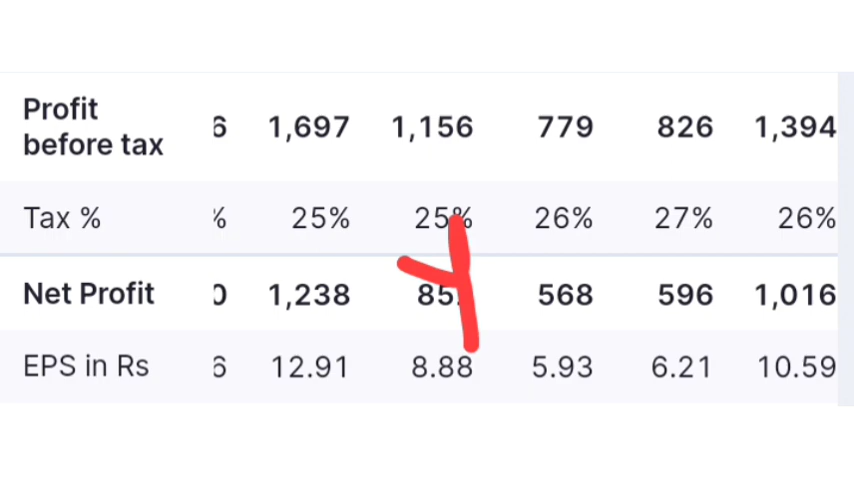 Profit before tax 1,697 1,156 779 826 1,394
Tax % % 25% 25% 26% 27% 26%
Net Profit 1,238 568 596 1,016
EPS in Rs 12.91 8.88 5.93 6.21 10.59